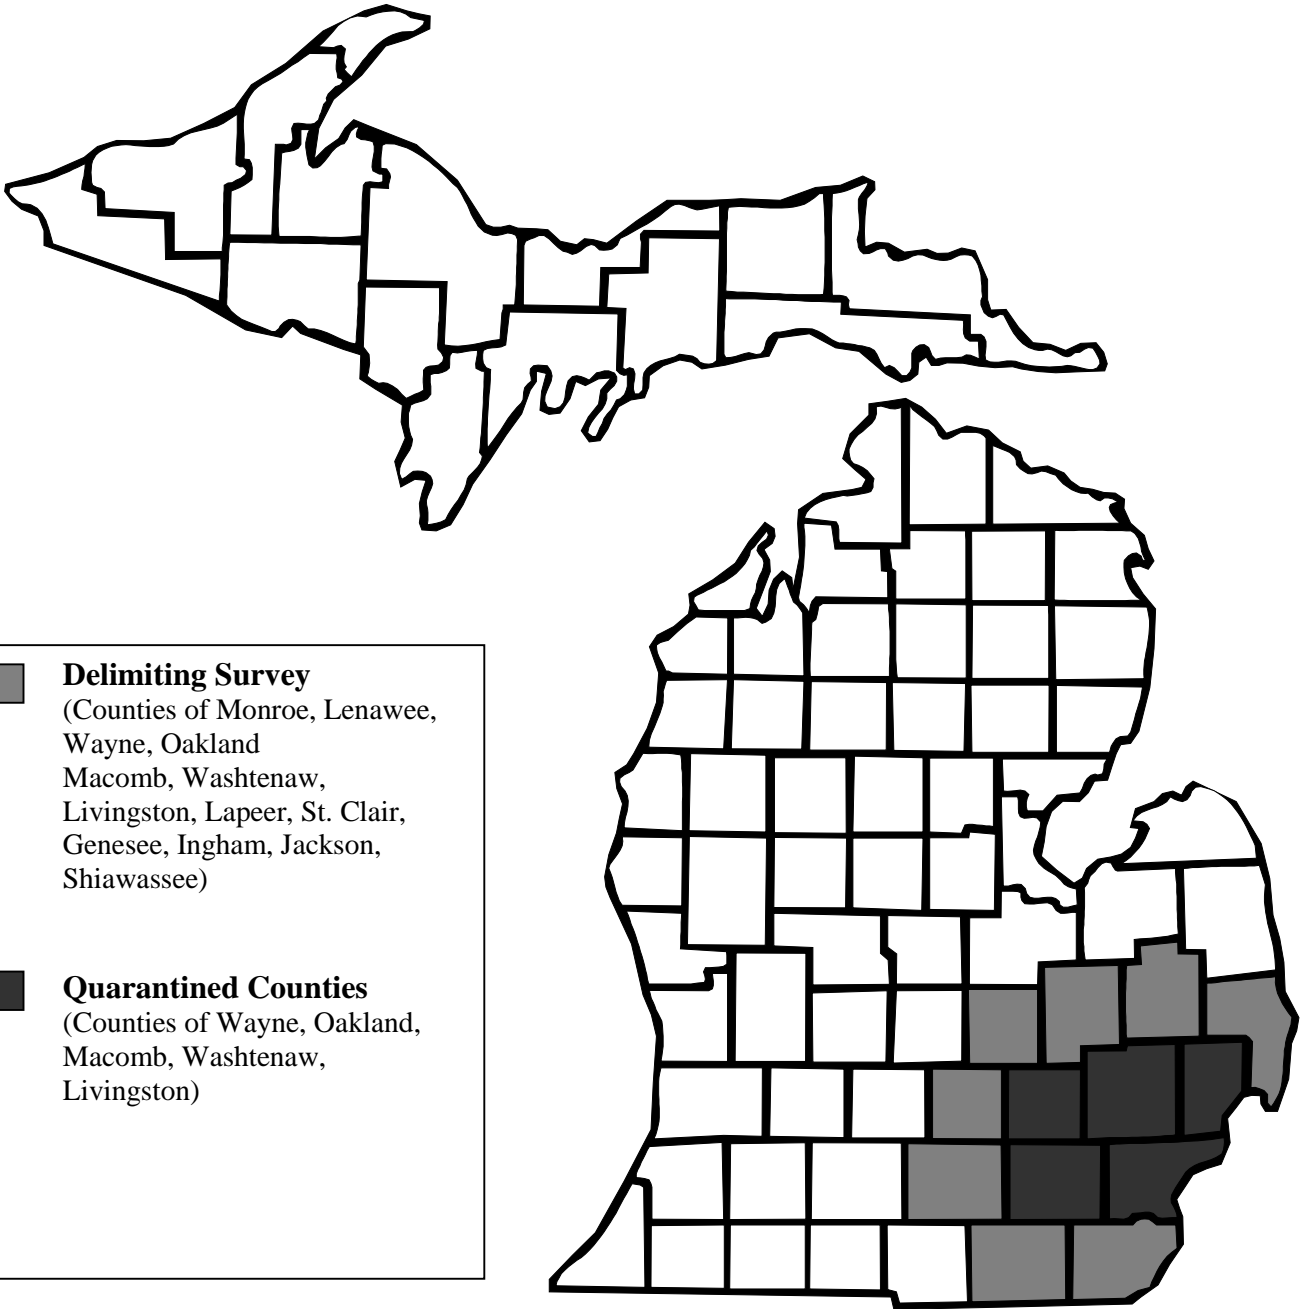 Delimiting Survey
(Counties of Monroe, Lenawee,
Wayne, Oakland
Macomb, Washtenaw,
Livingston, Lapeer, St. Clair,
Genesee, Ingham, Jackson,
Shiawassee)
Quarantined Counties
(Counties of Wayne, Oakland,
Macomb, Washtenaw,
Livingston)